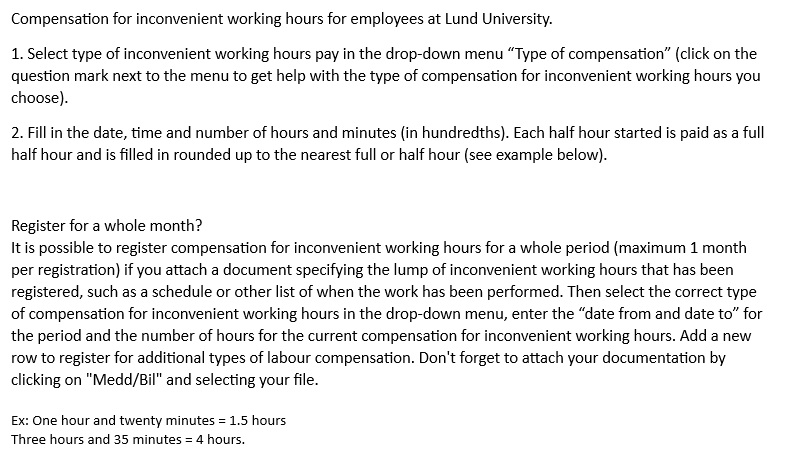 Compensation for inconvenient working hours for employees at Lund University.
1. Select type of inconvenient working hours pay in the drop-down menu “Type of compensation” (click on the
question mark next to the menu to get help with the type of compensation for inconvenient working hours you
choose).
2. Fill in the date, time and number of hours and minutes (in hundredths). Each half hour started is paid as a full
half hour and is filled in rounded up to the nearest full or half hour (see example below).
Register for a whole month?
It is possible to register compensation for inconvenient working hours for a whole period (maximum 1 month
per registration) if you attach a document specifying the lump of inconvenient working hours that has been
registered, such as a schedule or other list of when the work has been performed. Then select the correct type
of compensation for inconvenient working hours in the drop-down menu, enter the “date from and date to” for
the period and the number of hours for the current compensation for inconvenient working hours. Add a new
row to register for additional types of labour compensation. Don't forget to attach your documentation by
clicking on "Medd/Bil" and selecting your file.
Ex: One hour and twenty minutes = 1.5 hours
Three hours and 35 minutes = 4 hours.